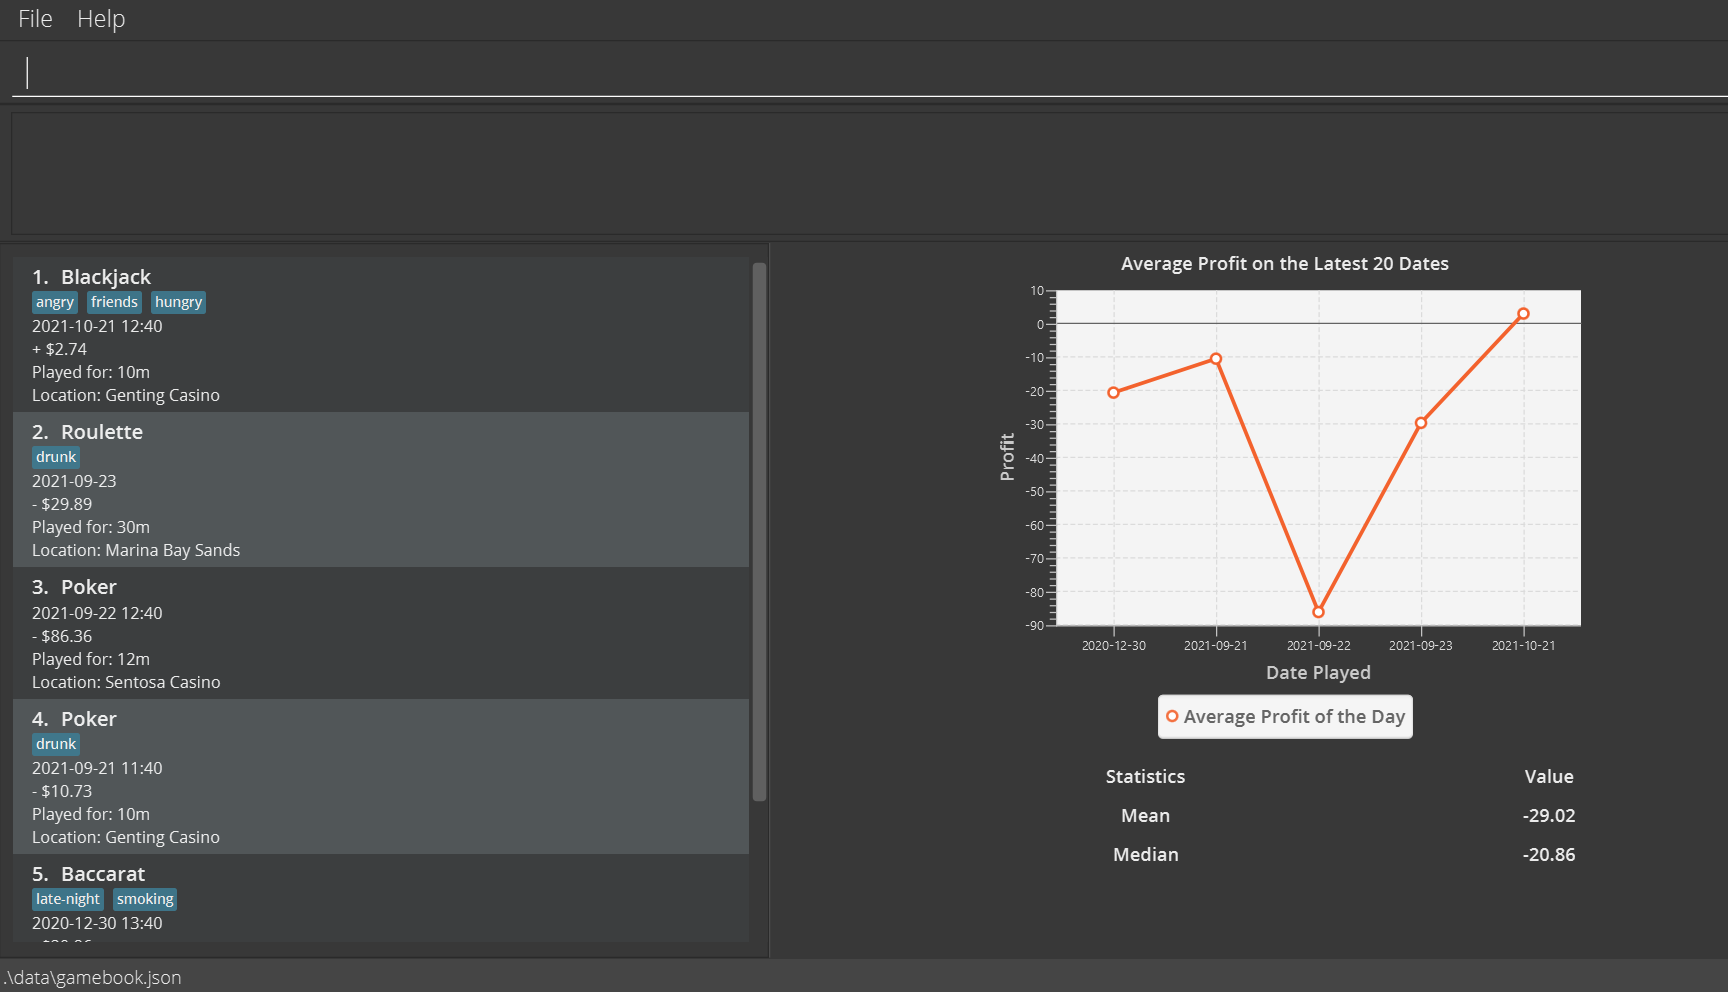 File Help
1. Blackjack
angry friends hungry
2021-10-21 12:40
+ $2.74
Played for: 10m
Location: Genting Casino
2. Roulette
drunk
2021-09-23
- $29.89
Played for: 30m
Location: Marina Bay Sands
3. Poker
2021-09-22 12:40
- $86.36
Played for: 12m
Location: Sentosa Casino
4. Poker
drunk
2021-09-21 11:40
- $10.73
Played for: 10m
Location: Genting Casino
5. Baccarat
late-night smoking
2020-12-30 13:40
Average Profit on the Latest 20 Dates
Profit
10
0
-10
-20
-30
-40
-50
-60
-70
-80
-90
2020-12-30 2021-09-21 2021-09-22 2021-09-23 2021-10-21
Date Played
Average Profit of the Day
Statistics Value
Mean -29.02
Median -20.86
.\data\gamebook.json